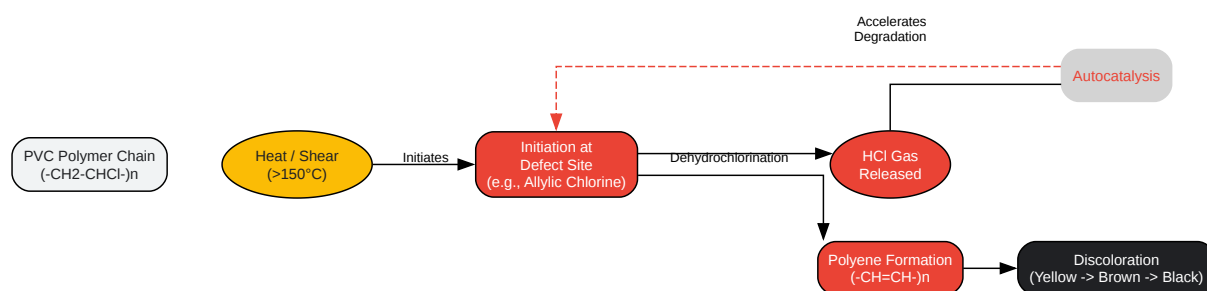 Accelerates
Degradation
Autocatalysis
PVC Polymer Chain
(-CH2-CHCl-)n
Heat / Shear
(>150°C)
Initiates
Initiation at
Defect Site
(e.g., Allylic Chlorine)
Dehydrochlorination
HCl Gas
Released
Polyene Formation
(-CH=CH-)n
Discoloration
(Yellow -> Brown -> Black)